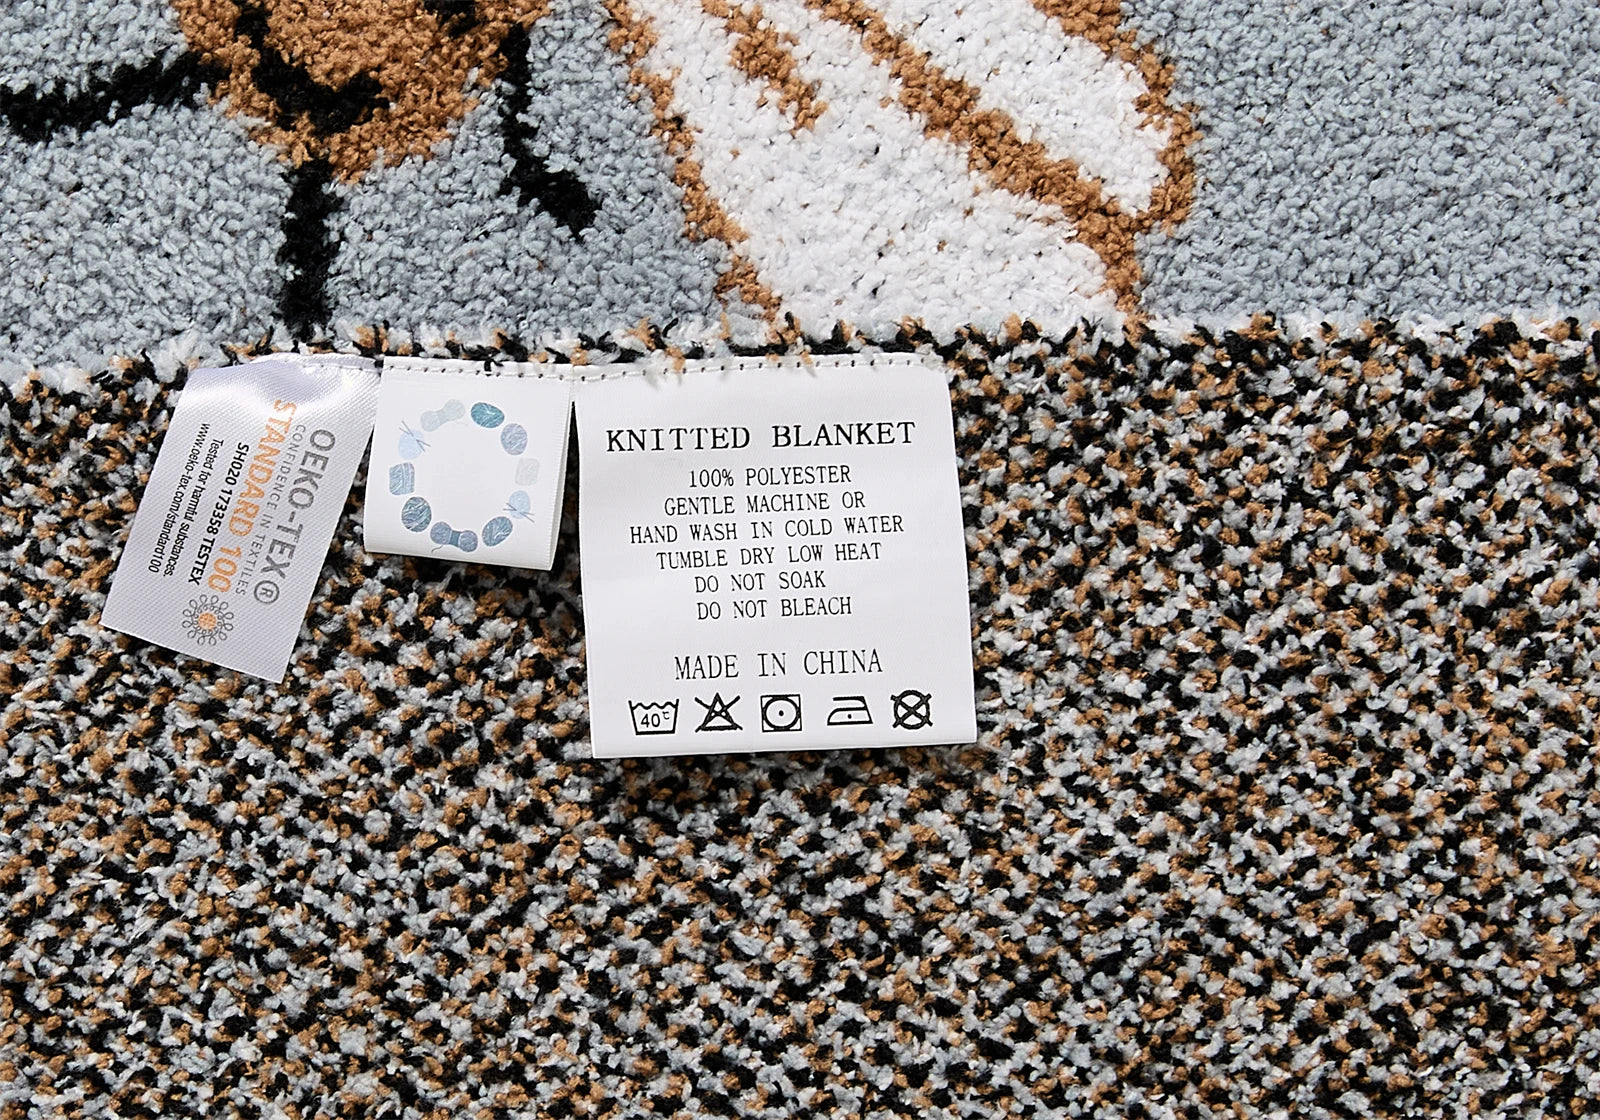 OEKO-TEX®
CONFIDENCE IN TEXTILES
STANDARD 100
SH020 173358 TESTEX
Tested for harmful substances.
www.oeko-tex.com/standard100
KNITTED BLANKET
100% POLYESTER
GENTLE MACHINE OR
HAND WASH IN COLD WATER
TUMBLE DRY LOW HEAT
DO NOT SOAK
DO NOT BLEACH
MADE IN CHINA
40℃